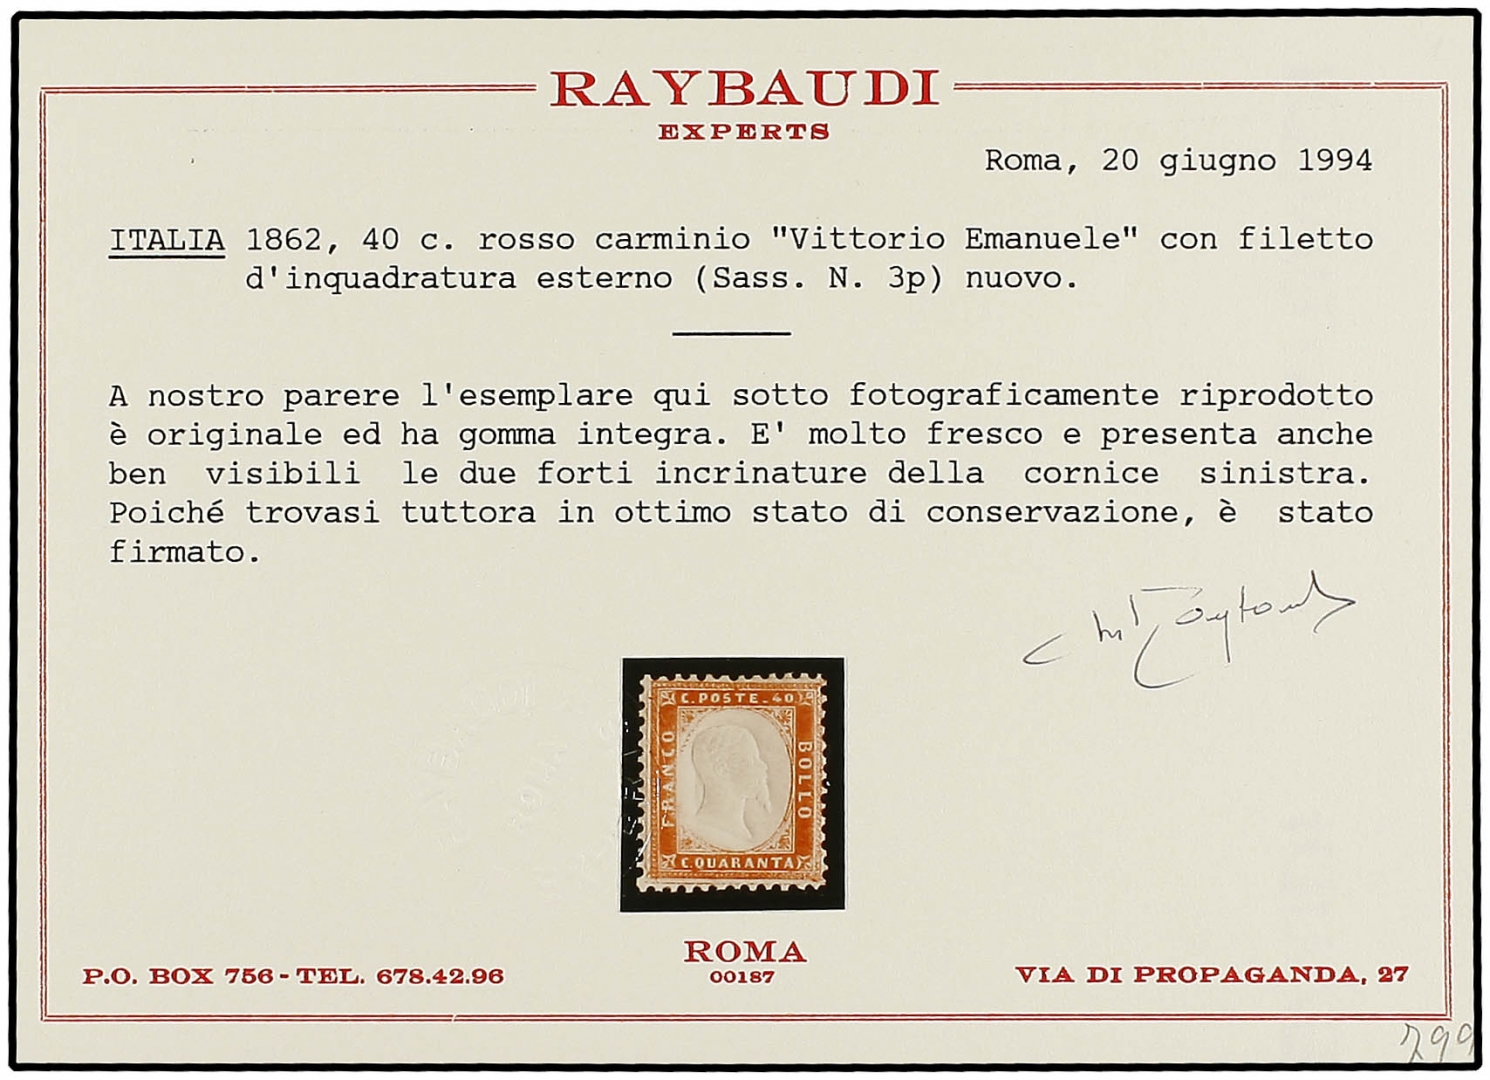 RAYBAUDI
EXPERTS
Roma, 20 giugno 1994
ITALIA 1862, 40 c. rosso carminio "Vittorio Emanuele" con filetto
d'inquadratura esterno (Sass. N. 3p) nuovo.
A nostro parere l'esemplare qui sotto fotograficamente riprodotto
è originale ed ha gomma integra. E' molto fresco e presenta anche
ben visibili le due forti incrinature della cornice sinistra.
Poiché trovasi tuttora in ottimo stato di conservazione, è stato
firmato.
C. POSTE. 40
FRANCO
BOLLO
C. QUARANTA
ROMA
00187
P.O. BOX 756 - TEL. 678.42.96
VIA DI PROPAGANDA, 27
799